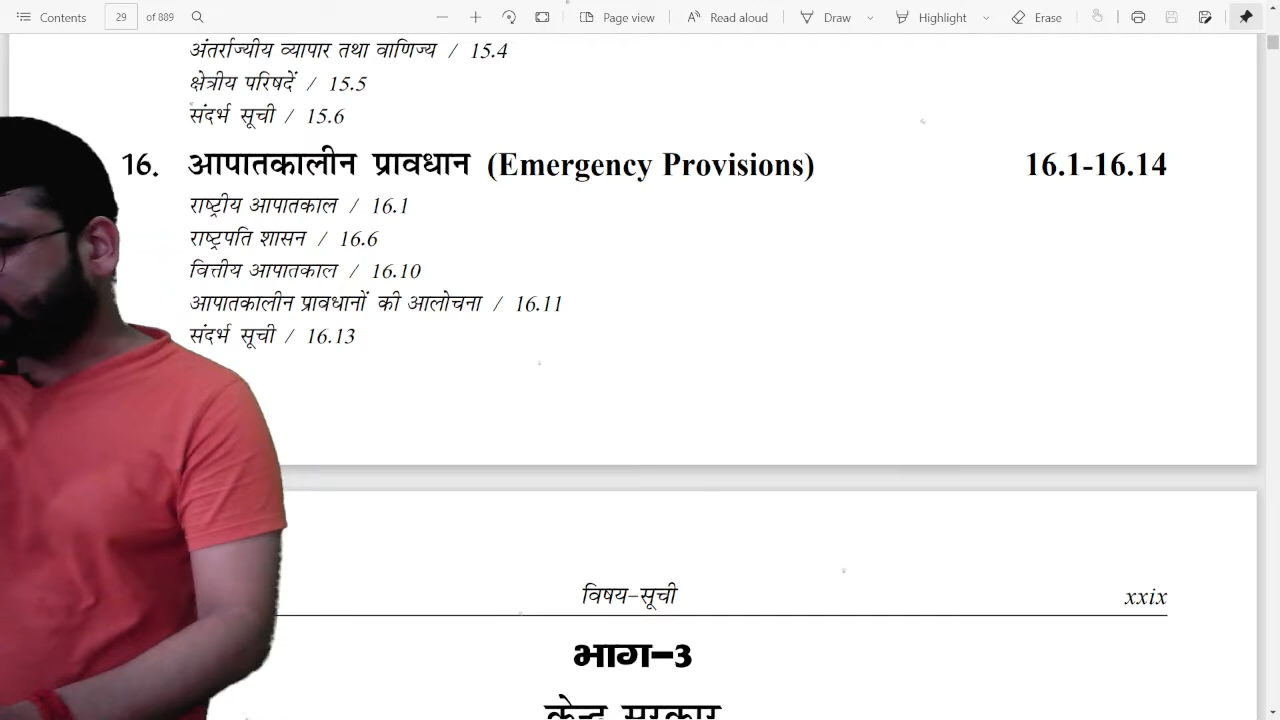 Contents 29 of 889 Page view Read aloud Draw Highlight Erase
अंतर्राज्यीय व्यापार तथा वाणिज्य / 15.4
क्षेत्रीय परिषदें / 15.5
संदर्भ सूची / 15.6
16. आपातकालीन प्रावधान (Emergency Provisions) 16.1-16.14
राष्ट्रीय आपातकाल / 16.1
राष्ट्रपति शासन / 16.6
वित्तीय आपातकाल / 16.10
आपातकालीन प्रावधानों की आलोचना / 16.11
संदर्भ सूची / 16.13
विषय-सूची xxix
भाग-3
केन्द्र सरकार